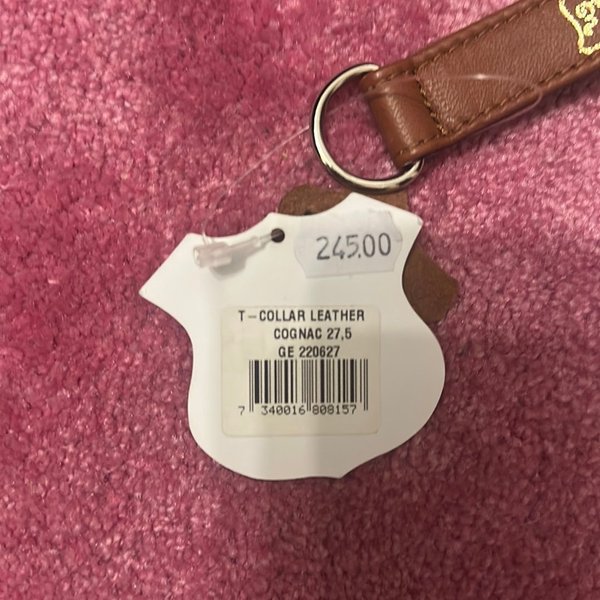 245.00
T-COLLAR LEATHER
COGNAC 27,5
GE 220627
7 340016 808157